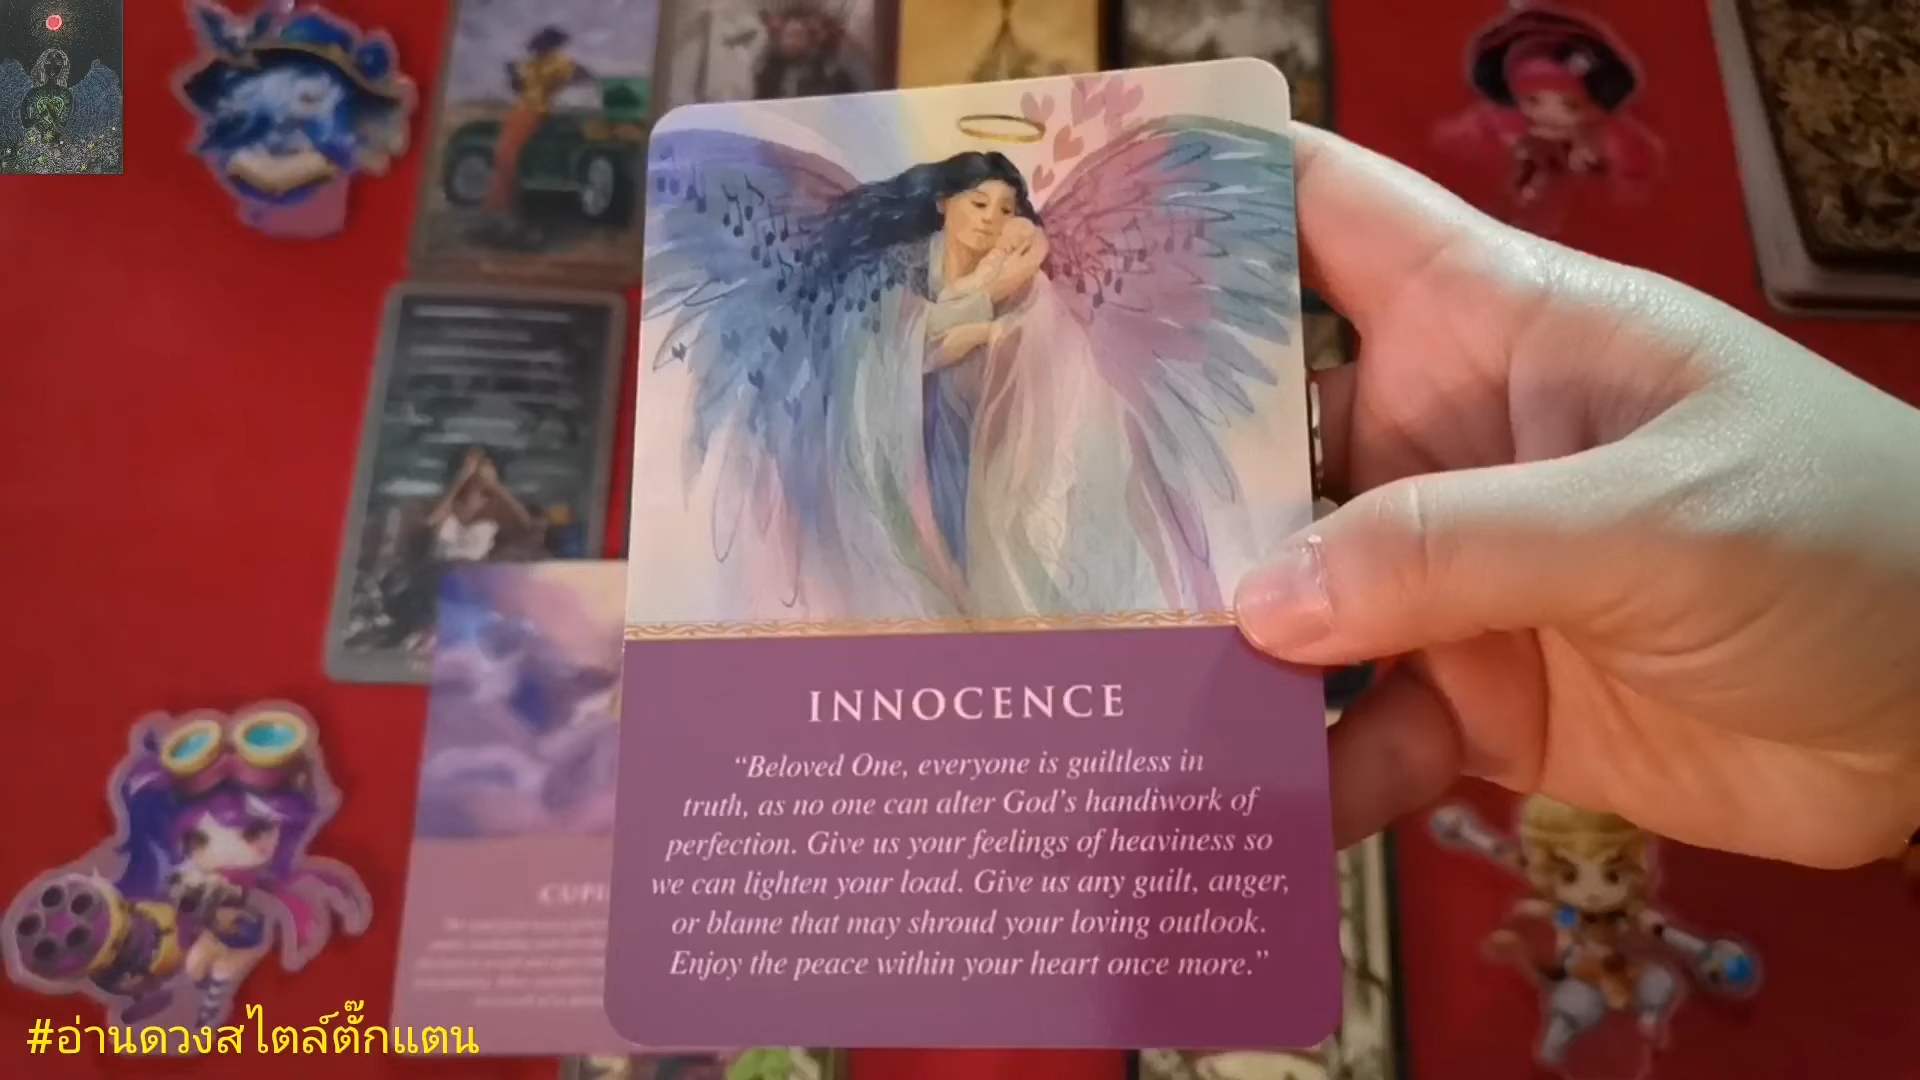 INNOCENCE
“Beloved One, everyone is guiltless in
truth, as no one can alter God’s handiwork of
perfection. Give us your feelings of heaviness so
we can lighten your load. Give us any guilt, anger,
or blame that may shroud your loving outlook.
Enjoy the peace within your heart once more.”
#อ่านดวงสไตล์ตั๊กแตน